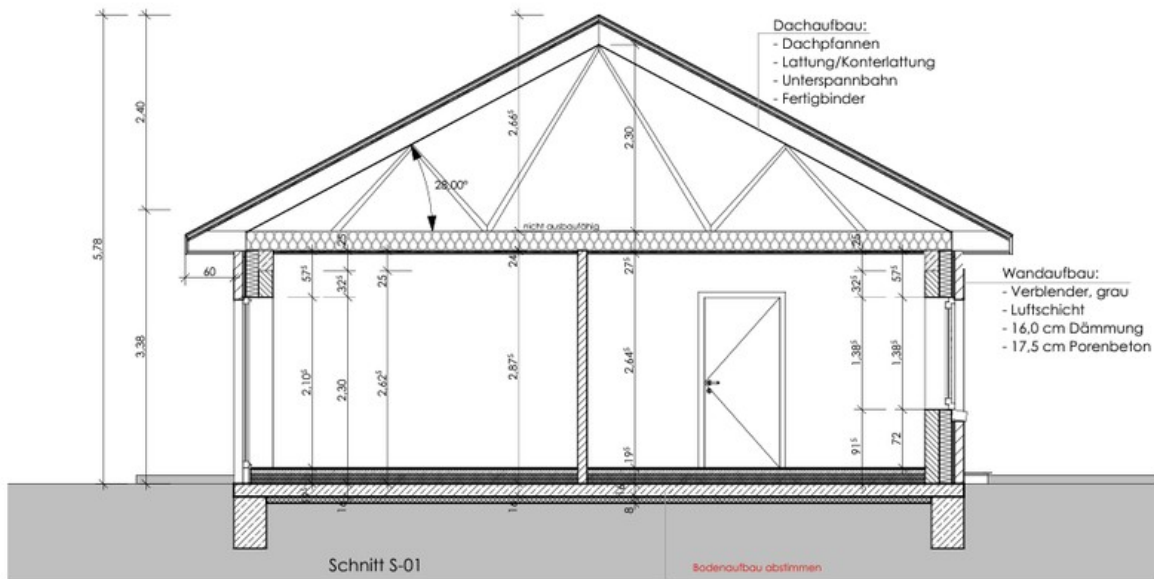 Dachaufbau:
- Dachpfannen
- Lattung/Konterlattung
- Unterspannbahn
- Fertigbinder
2,40
2,66⁵
2,30
28,00°
nicht ausbaufähig
5,78
25
24
25
60
57⁵
32⁵
25
27⁵
32⁵
57⁵
Wandaufbau:
- Verblender, grau
- Luftschicht
- 16,0 cm Dämmung
- 17,5 cm Porenbeton
3,38
2,10⁵
2,30
2,62⁵
2,87⁵
2,64⁵
1,38⁵
1,38⁵
19⁵
91⁵
72
16
8
Schnitt S-01
Bodenaufbau abstimmen